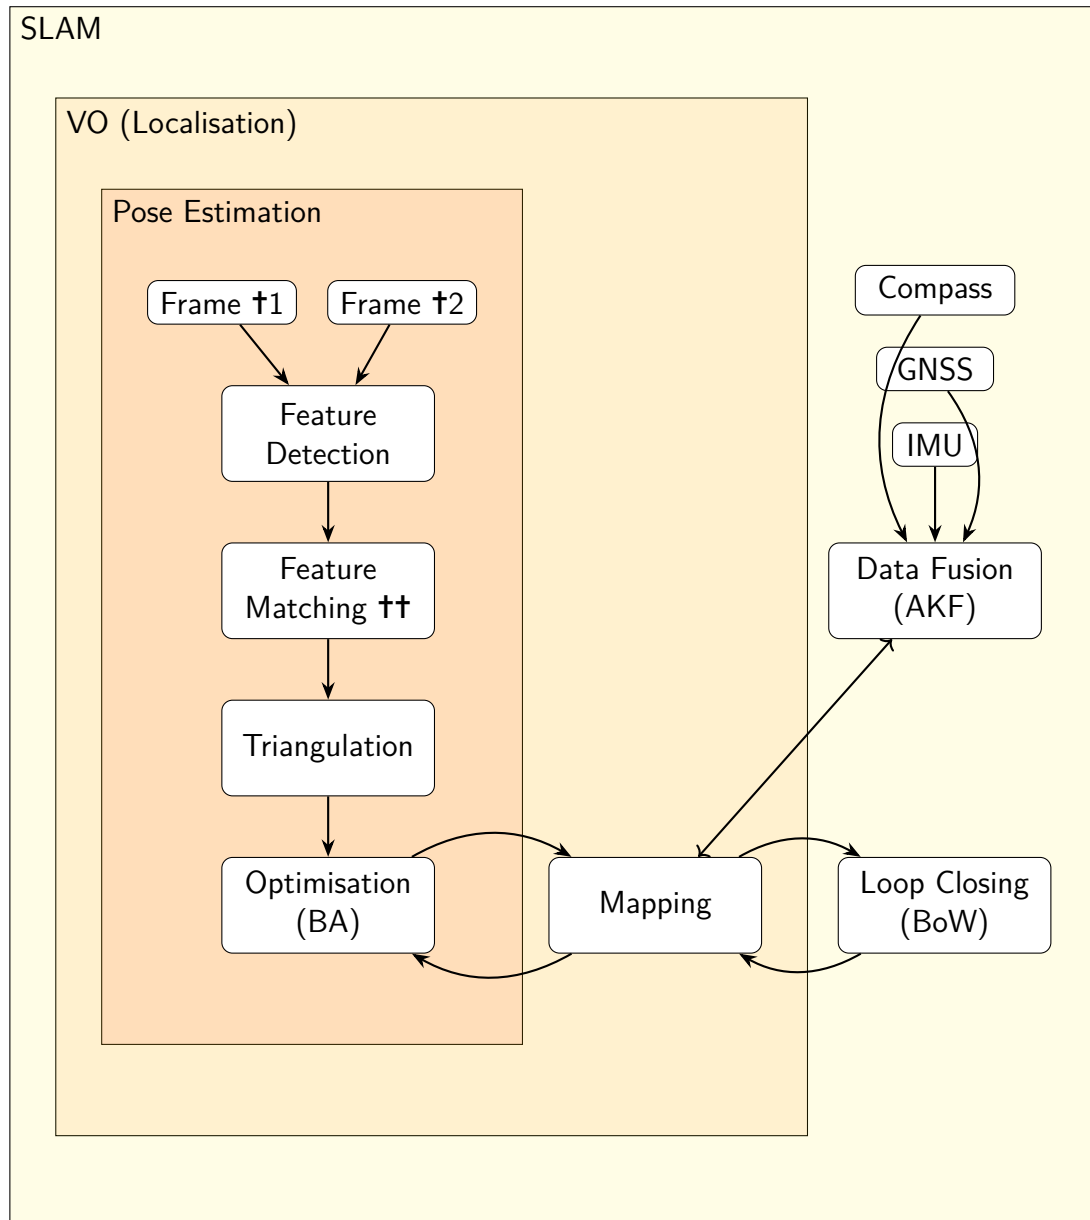 SLAM
VO (Localisation)
Pose Estimation
Frame ✝1
Frame ✝2
Compass
GNSS
IMU
Feature
Detection
Feature
Matching ✝✝
Data Fusion
(AKF)
Triangulation
Optimisation
(BA)
Mapping
Loop Closing
(BoW)